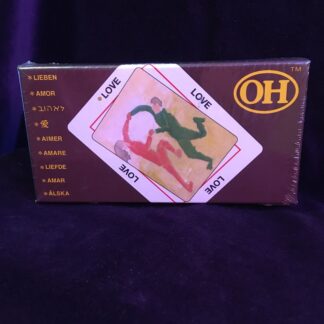 LIEBEN
AMOR
לאהוב
愛
AIMER
AMARE
LIEFDE
AMAR
ÄLSKA
LOVE
LOVE
LOVE
LOVE
OH
TM